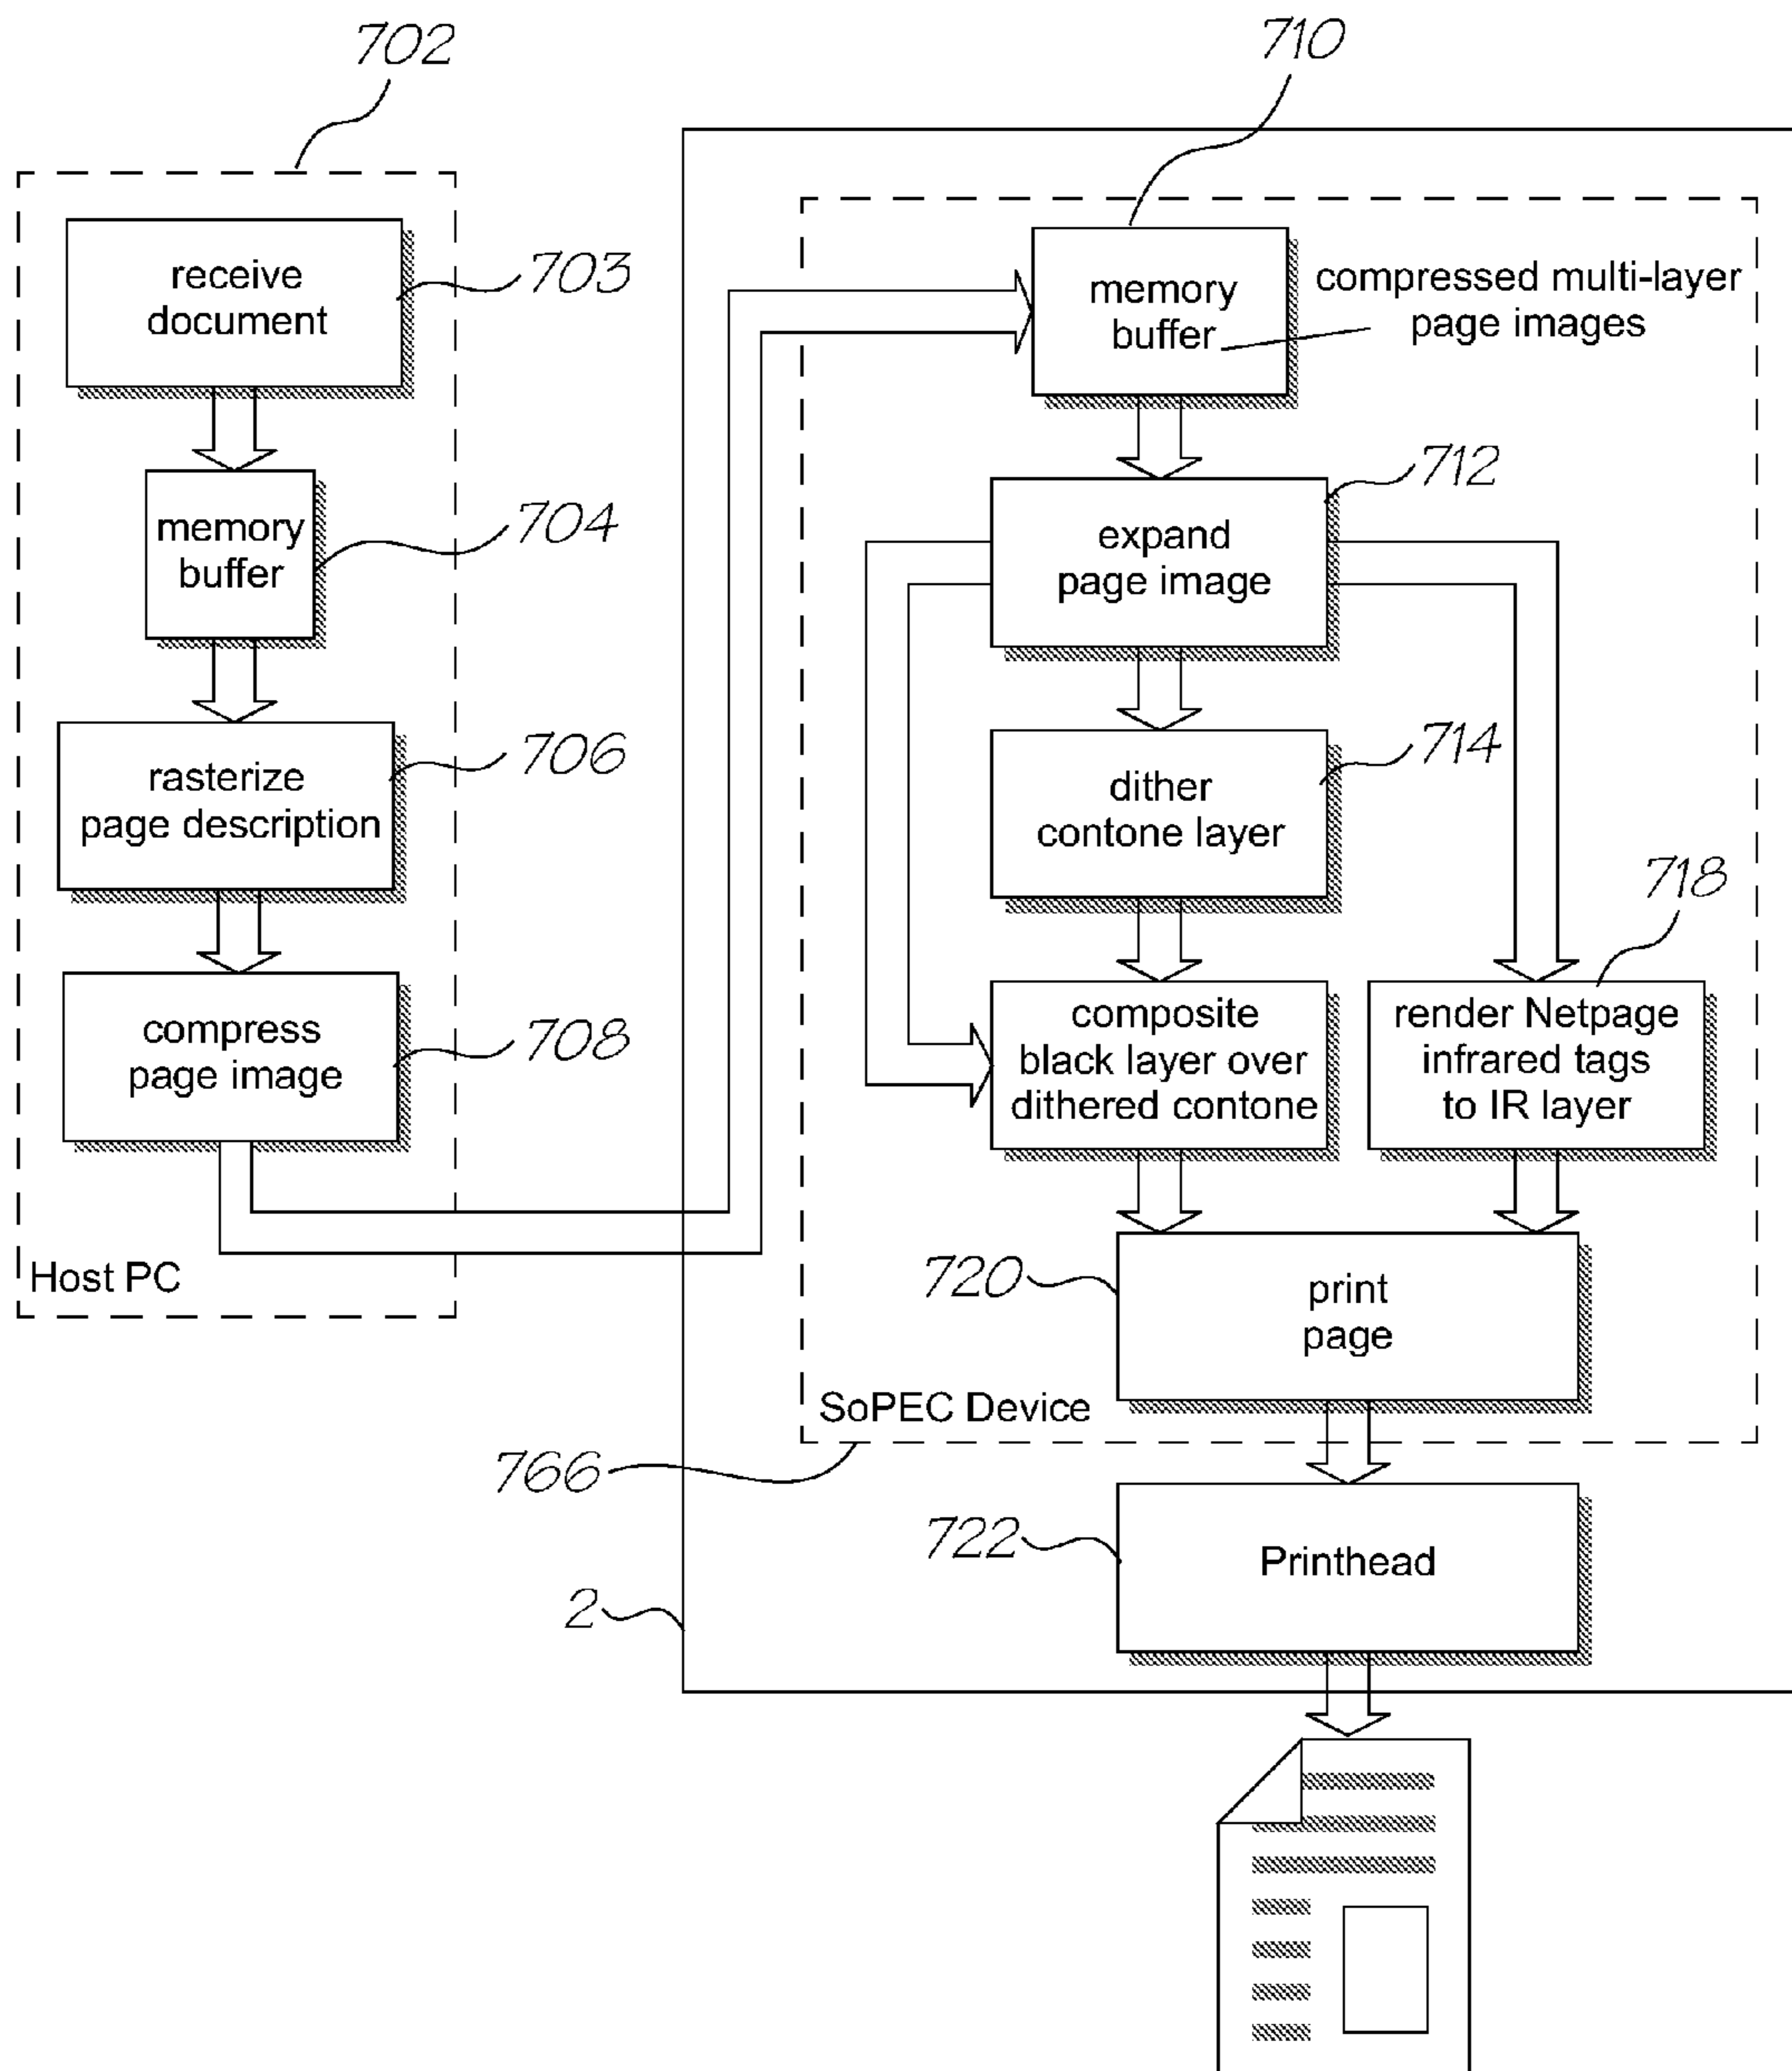 702
710
receive
document
703
memory
buffer
704
rasterize
page description
706
compress
page image
708
Host PC
memory
buffer
compressed multi-layer
page images
expand
page image
712
dither
contone layer
714
718
composite
black layer over
dithered contone
render Netpage
infrared tags
to IR layer
720
print
page
SoPEC Device
766
722
Printhead
2